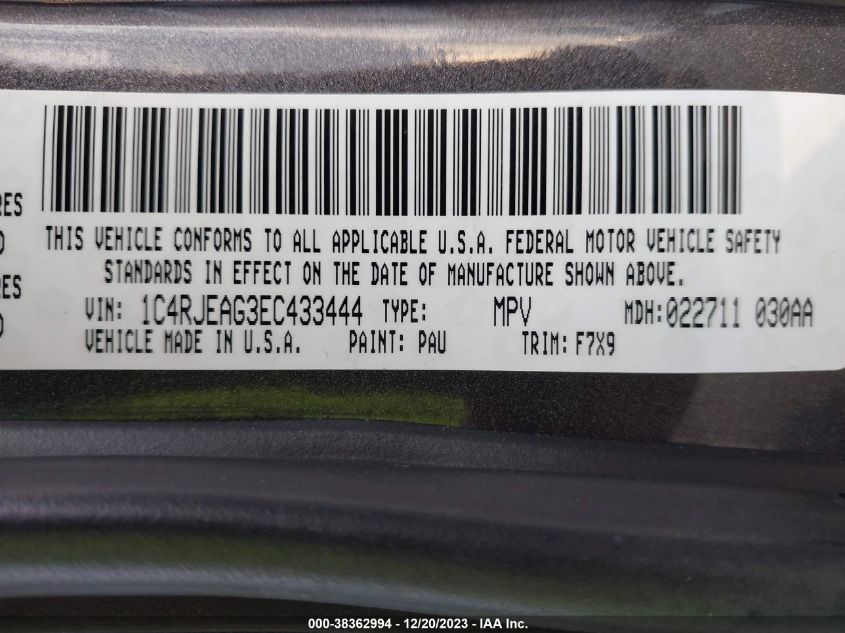 RES
THIS VEHICLE CONFORMS TO ALL APPLICABLE U.S.A. FEDERAL MOTOR VEHICLE SAFETY
STANDARDS IN EFFECT ON THE DATE OF MANUFACTURE SHOWN ABOVE.
RES
VIN: 1C4RJEAG3EC433444 TYPE: MPV MDH:022711 030AA
VEHICLE MADE IN U.S.A. PAINT: PAU TRIM: F7X9
000-38362994 - 12/20/2023 - IAA Inc.